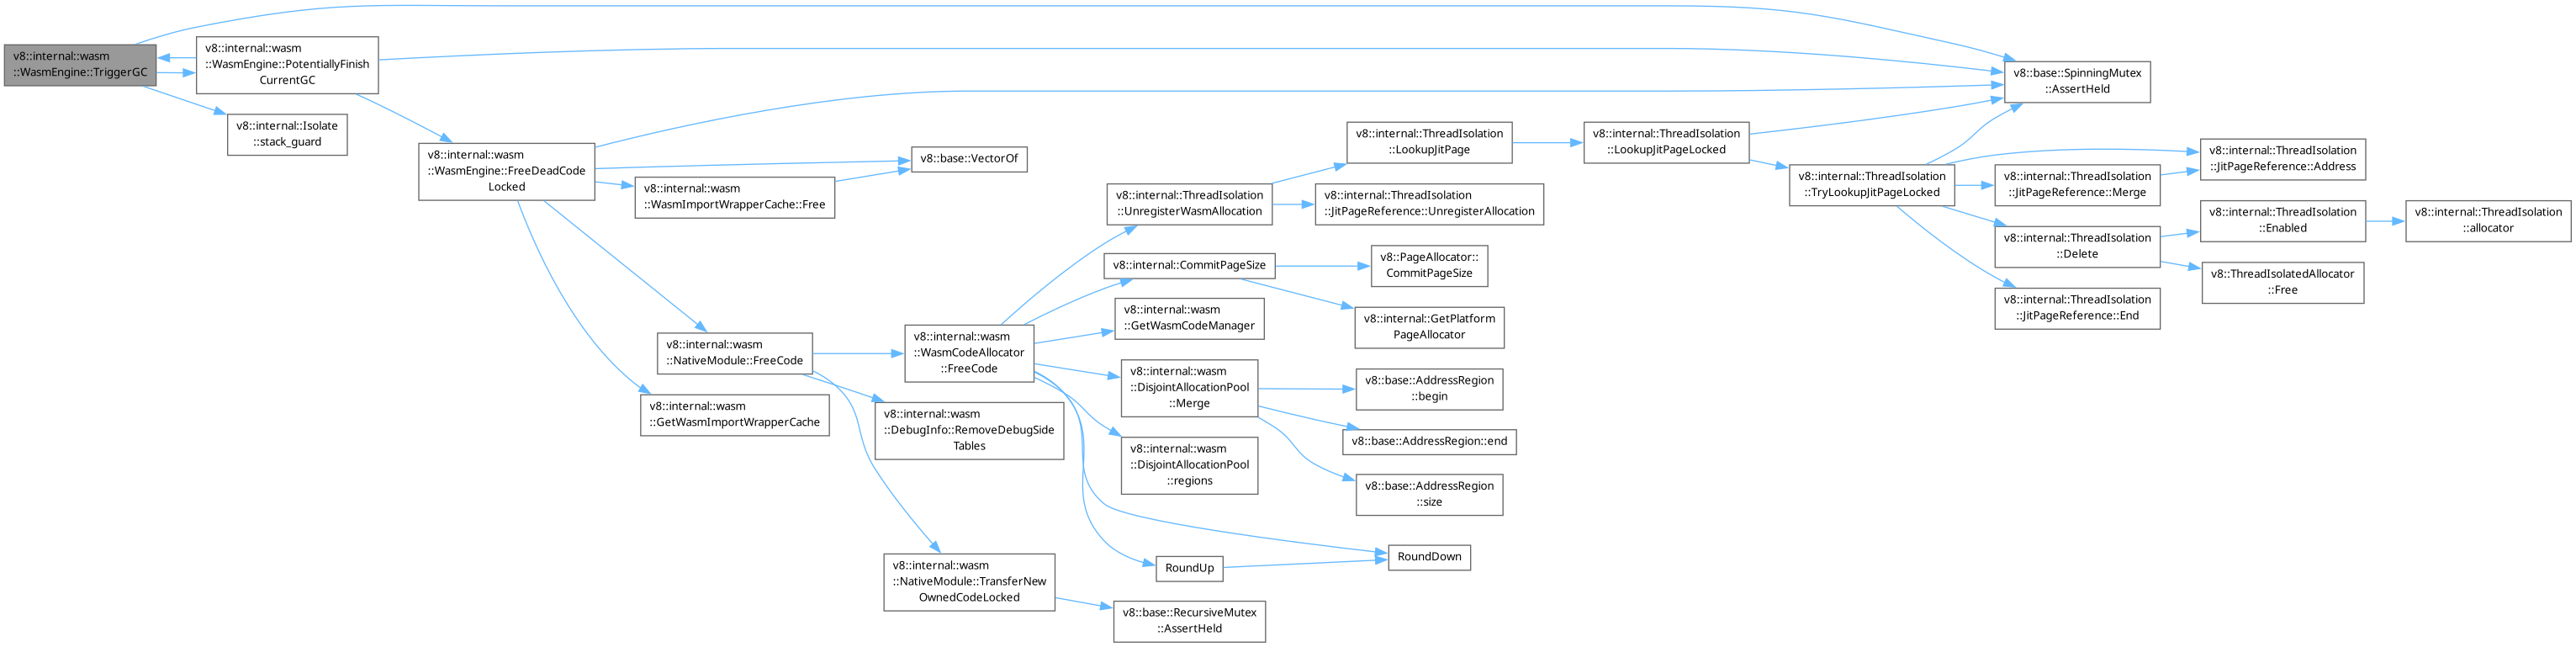 v8::internal::wasm
::WasmEngine::TriggerGC
v8::internal::wasm
::WasmEngine::PotentiallyFinish
CurrentGC
v8::internal::Isolate
::stack_guard
v8::internal::wasm
::WasmEngine::FreeDeadCode
Locked
v8::internal::wasm
::WasmImportWrapperCache::Free
v8::base::VectorOf
v8::internal::wasm
::NativeModule::FreeCode
v8::internal::wasm
::GetWasmImportWrapperCache
v8::internal::wasm
::WasmCodeAllocator
::FreeCode
v8::internal::wasm
::DebugInfo::RemoveDebugSide
Tables
v8::internal::wasm
::NativeModule::TransferNew
OwnedCodeLocked
v8::internal::ThreadIsolation
::UnregisterWasmAllocation
v8::internal::CommitPageSize
v8::internal::wasm
::GetWasmCodeManager
v8::internal::wasm
::DisjointAllocationPool
::Merge
v8::internal::wasm
::DisjointAllocationPool
::regions
RoundUp
v8::base::RecursiveMutex
::AssertHeld
v8::internal::ThreadIsolation
::LookupJitPage
v8::internal::ThreadIsolation
::JitPageReference::UnregisterAllocation
v8::PageAllocator::
CommitPageSize
v8::internal::GetPlatform
PageAllocator
v8::base::AddressRegion
::begin
v8::base::AddressRegion::end
v8::base::AddressRegion
::size
RoundDown
v8::internal::ThreadIsolation
::LookupJitPageLocked
v8::internal::ThreadIsolation
::TryLookupJitPageLocked
v8::base::SpinningMutex
::AssertHeld
v8::internal::ThreadIsolation
::JitPageReference::Merge
v8::internal::ThreadIsolation
::Delete
v8::internal::ThreadIsolation
::JitPageReference::End
v8::internal::ThreadIsolation
::JitPageReference::Address
v8::internal::ThreadIsolation
::Enabled
v8::ThreadIsolatedAllocator
::Free
v8::internal::ThreadIsolation
::allocator